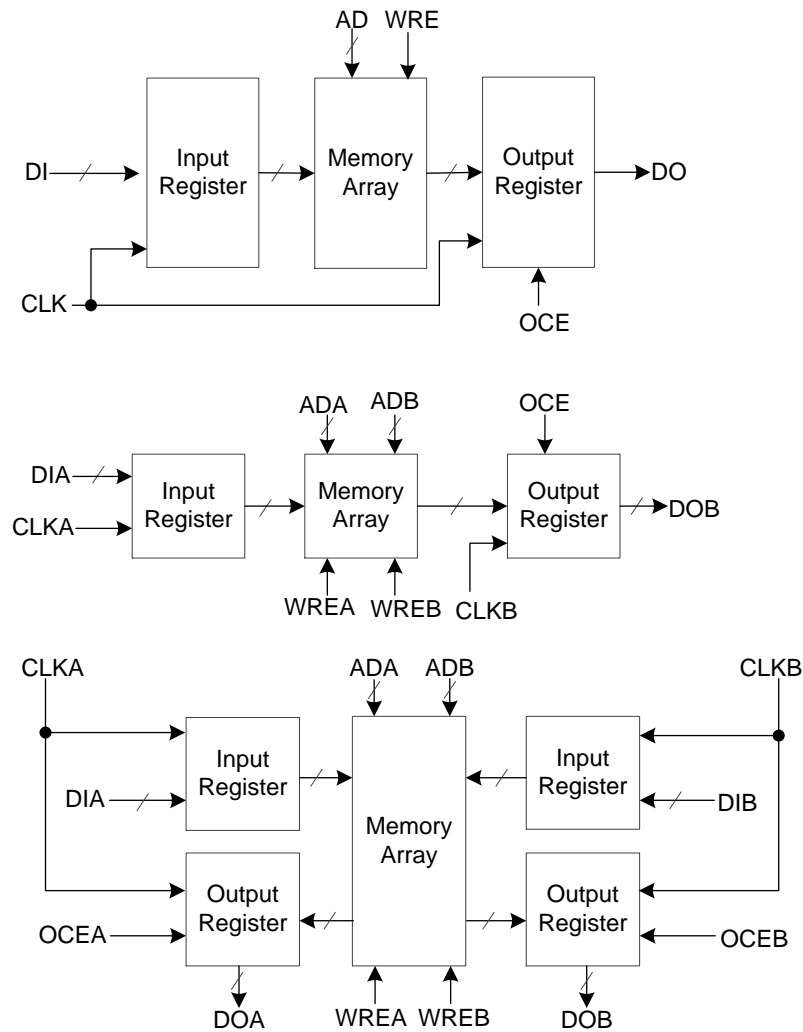 AD WRE
DI
Input
Register
Memory
Array
Output
Register
DO
CLK
OCE
ADA ADB
OCE
DIA
CLKA
Input
Register
Memory
Array
Output
Register
DOB
WREA WREB
CLKB
CLKA
ADA ADB
CLKB
Input
Register
Input
Register
DIA
DIB
Memory
Array
Output
Register
Output
Register
OCEA
OCEB
DOA
WREA WREB
DOB